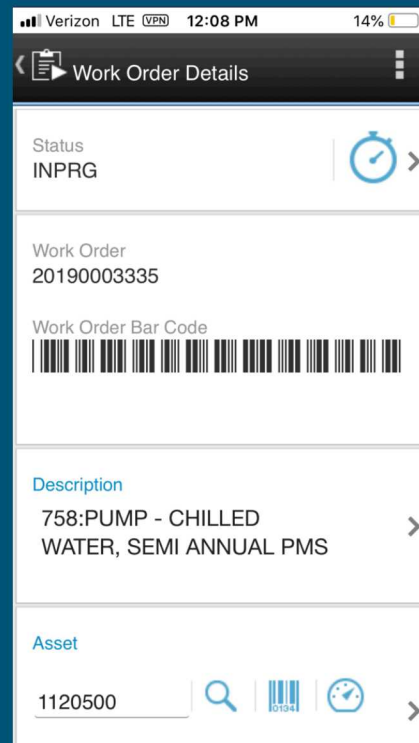 Verizon LTE VPN 12:08 PM 14%
Work Order Details
Status
INPRG
Work Order
20190003335
Work Order Bar Code
Description
758:PUMP - CHILLED
WATER, SEMI ANNUAL PMS
Asset
1120500
0134